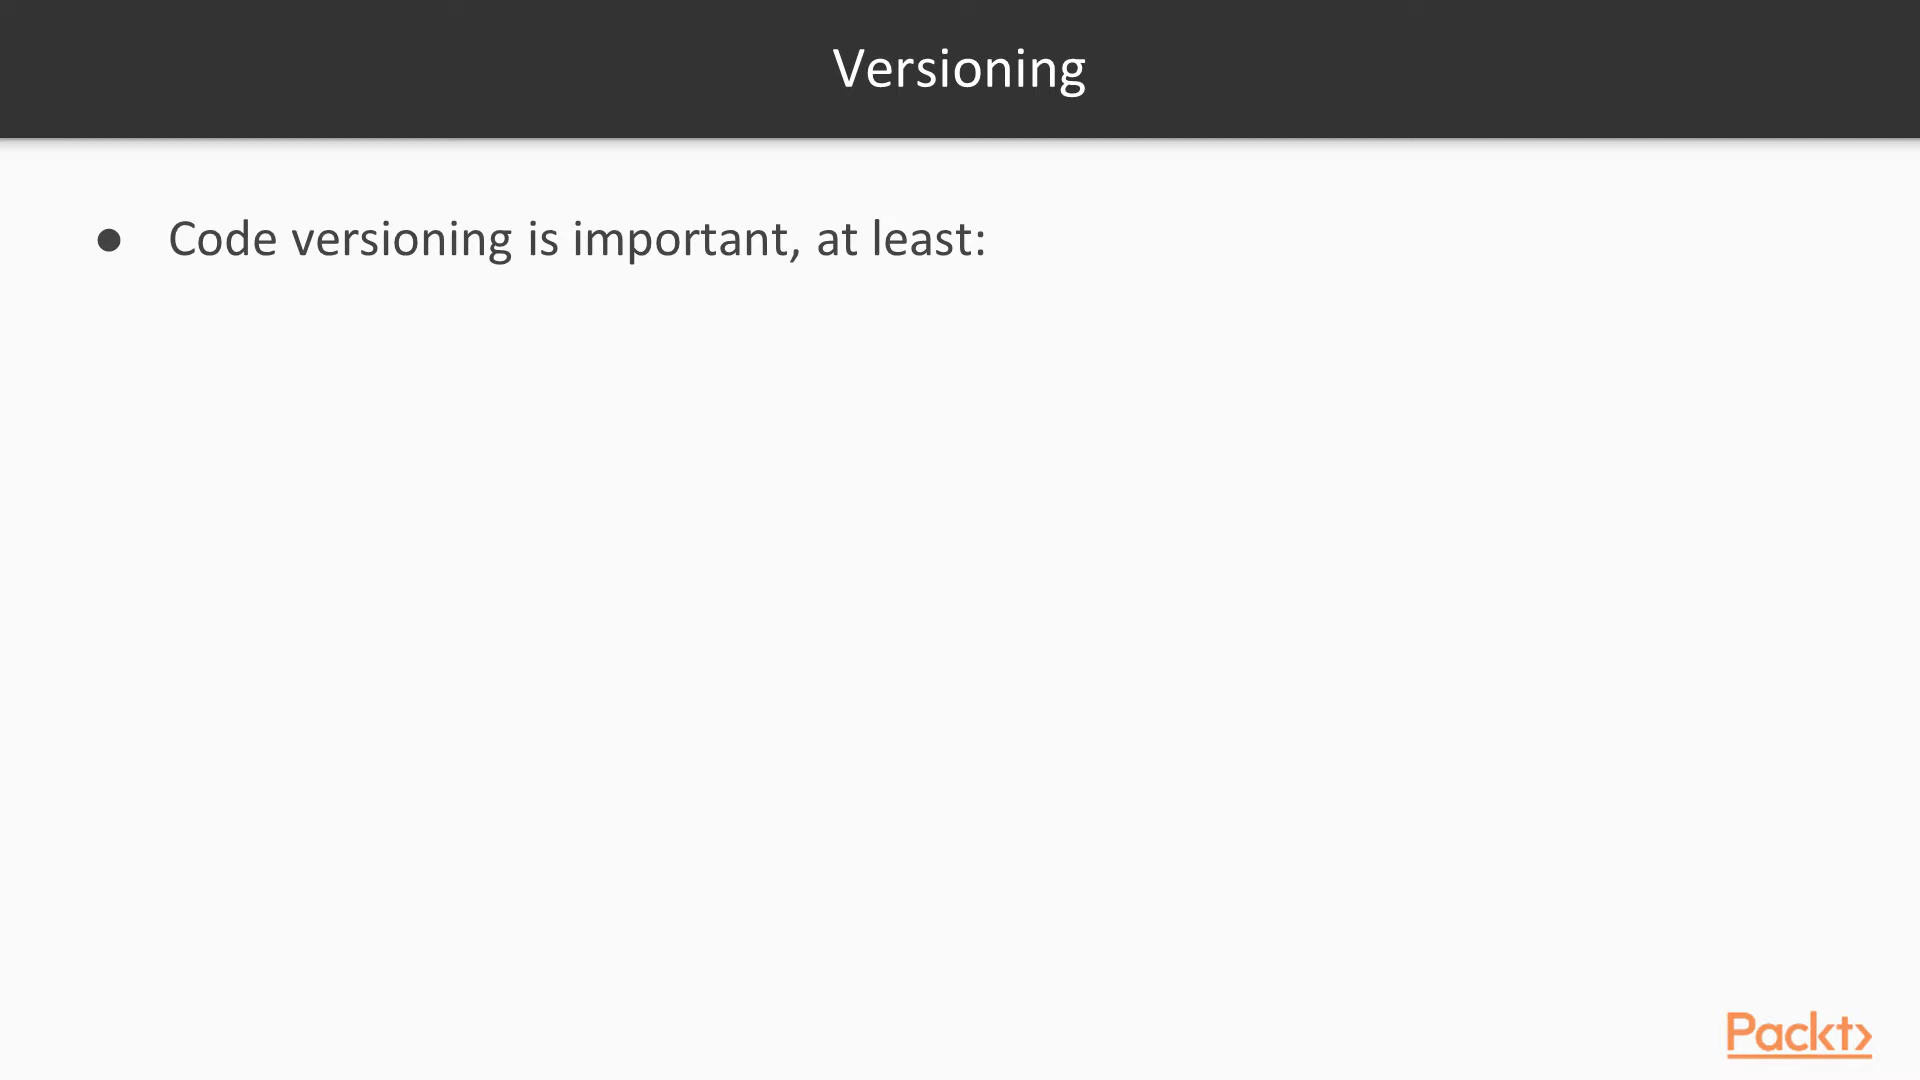 Versioning
● Code versioning is important, at least:
Packt>